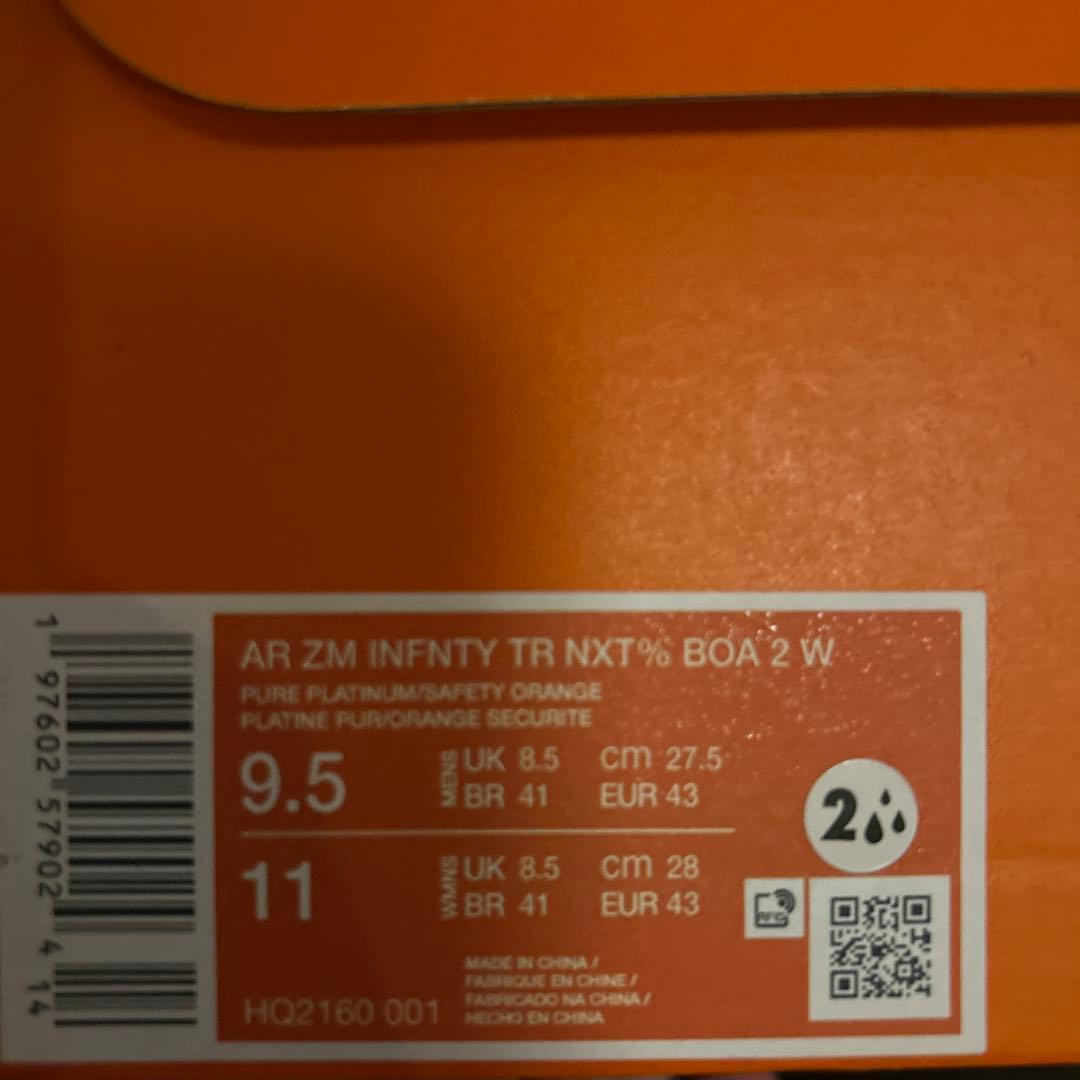 AR ZM INFNTY TR NXT% BOA 2 W
PURE PLATINUM/SAFETY ORANGE
PLATINE PUR/ORANGE SECURITE
9.5 MENS UK 8.5 cm 27.5
BR 41 EUR 43
11 WMNS UK 8.5 cm 28
BR 41 EUR 43
2
RFID
MADE IN CHINA /
FABRIQUE EN CHINE /
FABRICADO NA CHINA /
HECHO EN CHINA
HQ2160 001
1 97602 57902 4 14